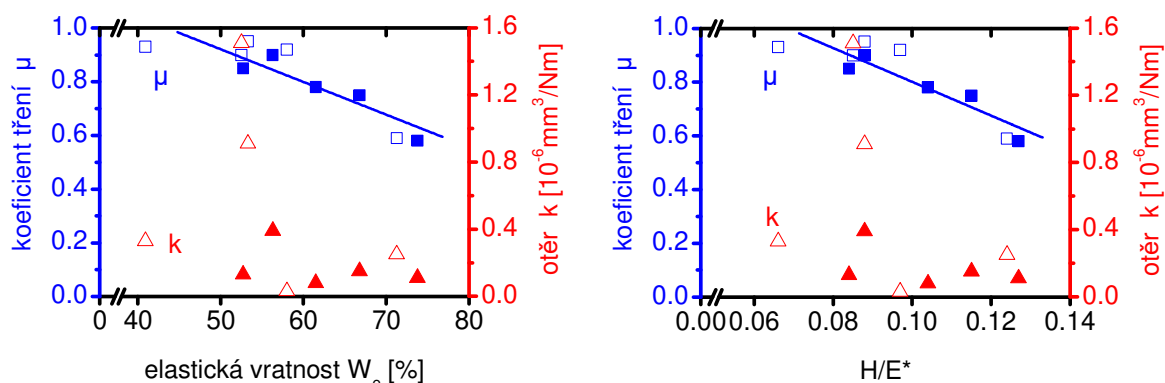 koeficient tření μ
1.0
0.8
0.6
0.4
0.2
0.0
μ
k
1.6
1.2
0.8
0.4
0.0
otěr k [10⁻⁶mm³/Nm]
0 40 50 60 70 80
elastická vratnost Wₑ [%]
koeficient tření μ
1.0
0.8
0.6
0.4
0.2
0.0
μ
k
1.6
1.2
0.8
0.4
0.0
otěr k [10⁻⁶mm³/Nm]
0.00 0.06 0.08 0.10 0.12 0.14
H/E*